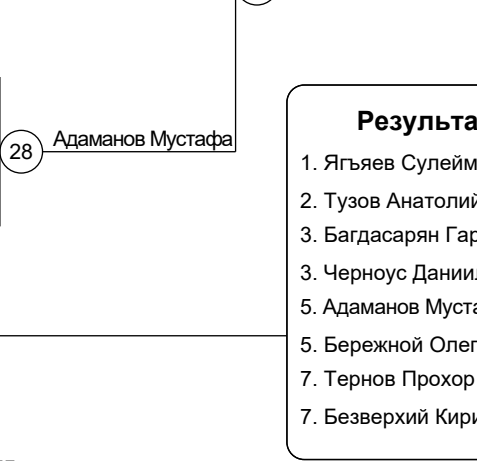 28
Адаманов Мустафа
Результа
1. Ягъяев Сулейм
2. Тузов Анатолий
3. Багдасарян Гар
3. Черноус Дании
5. Адаманов Муста
5. Бережной Олег
7. Тернов Прохор
7. Безверхий Кири